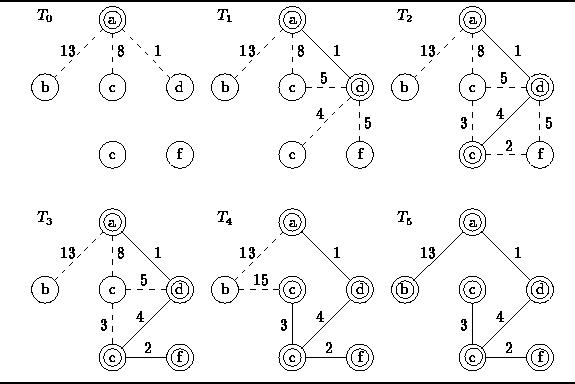 T0 T1 T2
a a a
13 8 1 13 8 1 13 8 1
b c d b c 5 d b c 5 d
4 5 3 4 5
c f c f c 2 f
T3 T4 T5
a a a
13 8 1 13 1 13 1
b c 5 d b 15 c d b c d
3 4 3 4 3 4
c 2 f c 2 f c 2 f